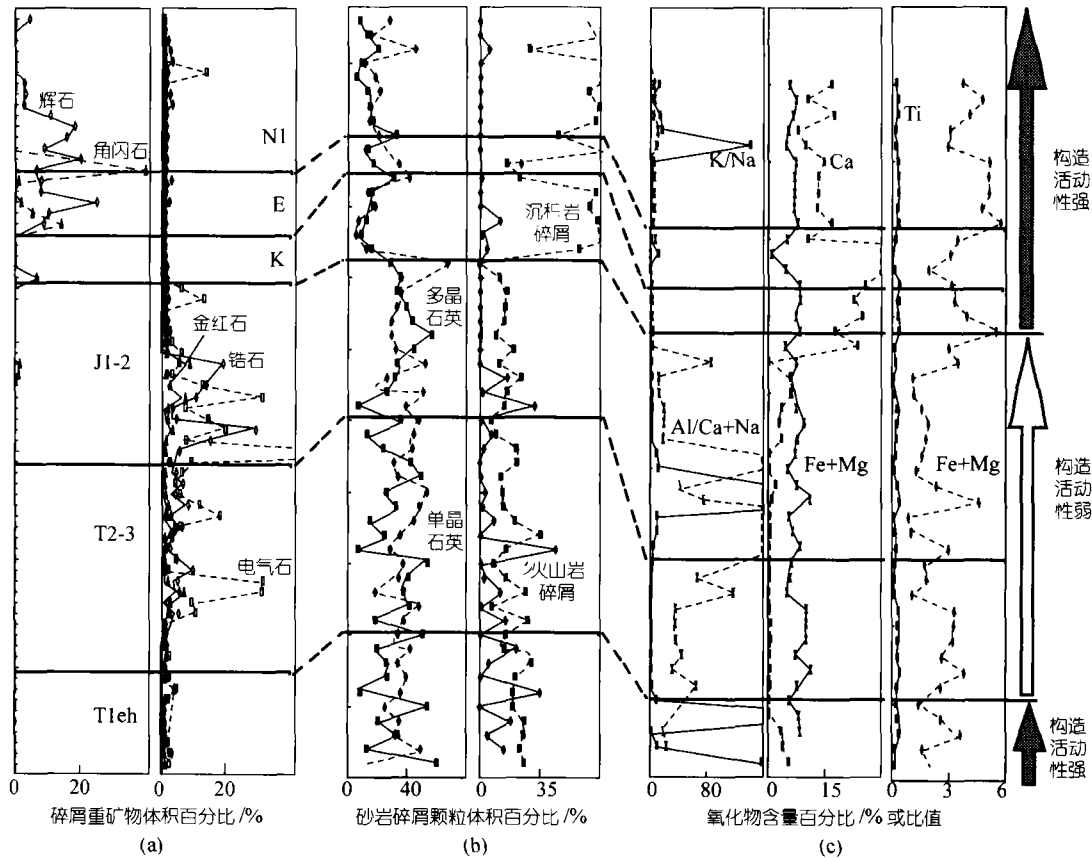 辉石
角闪石
N1
E
K
金红石
J1-2
锆石
T2-3
电气石
T1eh
0
20
40
0
20
碎屑重矿物体积百分比 /%
(a)
沉积岩
碎屑
多晶
石英
单晶
石英
火山岩
碎屑
0
40
0
35
砂岩碎屑颗粒体积百分比 /%
(b)
Ti
K/Na
Ca
Al/Ca+Na
Fe+Mg
Fe+Mg
0
80
0
15
0
3
6
氧化物含量百分比 /% 或比值
(c)
构造
活动
性强
构造
活动
性弱
构造
活动
性强